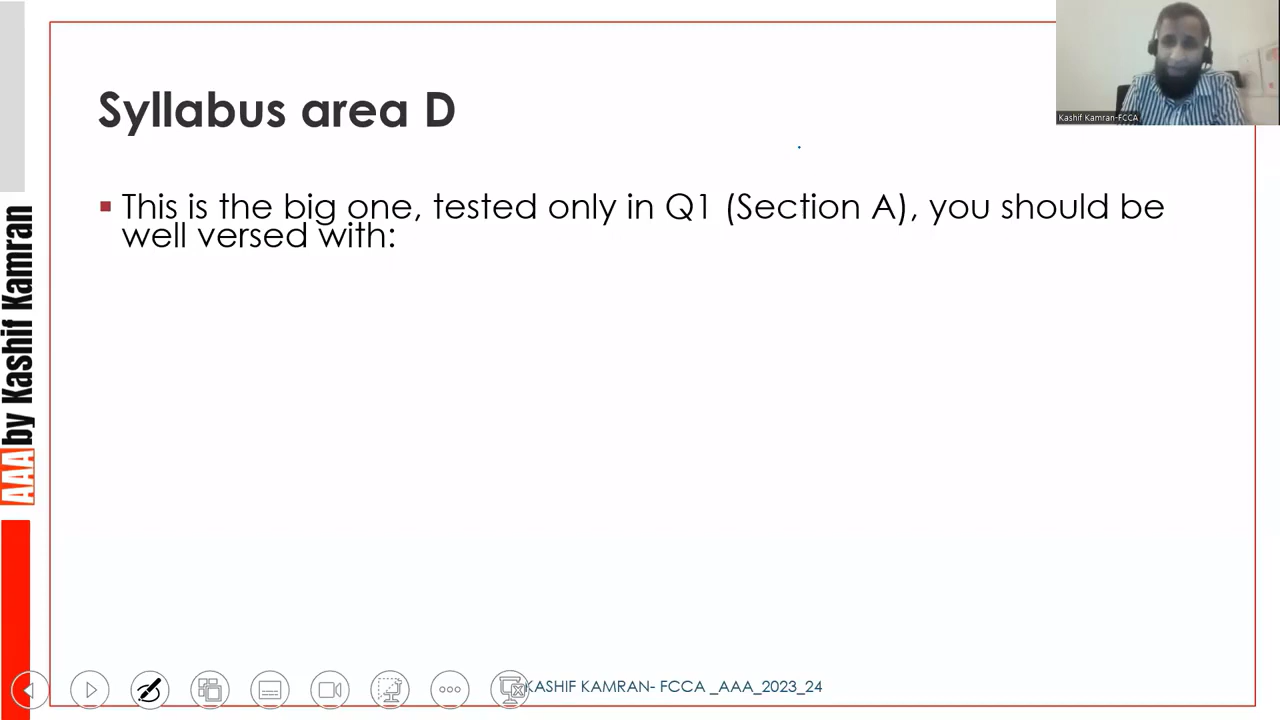 Syllabus area D
This is the big one, tested only in Q1 (Section A), you should be
well versed with:
Kashif Kamran-FCCA
AAA by Kashif Kamran
KASHIF KAMRAN- FCCA _AAA_2023_24